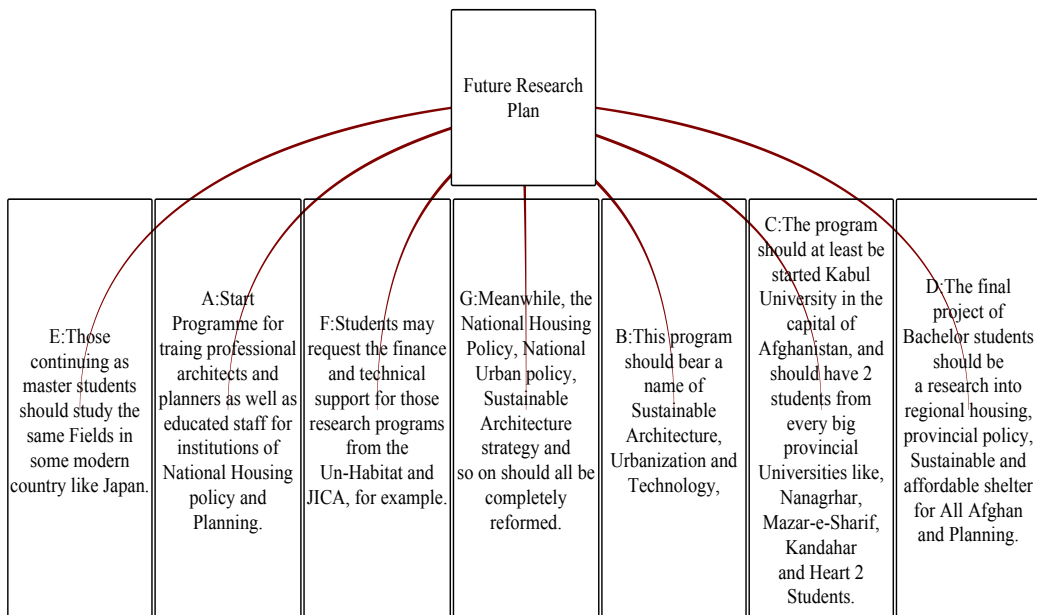 Future Research
Plan
E:Those
continuing as
master students
should study the
same Fields in
some modern
country like Japan.
A:Start
Programme for
traing professional
architects and
planners as well as
educated staff for
institutions of
National Housing
policy and
Planning.
F:Students may
request the finance
and technical
support for those
research programs
from the
Un-Habitat and
JICA, for example.
G:Meanwhile, the
National Housing
Policy, National
Urban policy,
Sustainable
Architecture
strategy and
so on should all be
completely
reformed.
B:This program
should bear a
name of
Sustainable
Architecture,
Urbanization and
Technology,
C:The program
should at least be
started Kabul
University in the
capital of
Afghanistan, and
should have 2
students from
every big
provincial
Universities like,
Nanagrhar,
Mazar-e-Sharif,
Kandahar
and Heart 2
Students.
D:The final
project of
Bachelor students
should be
a research into
regional housing,
provincial policy,
Sustainable and
affordable shelter
for All Afghan
and Planning.